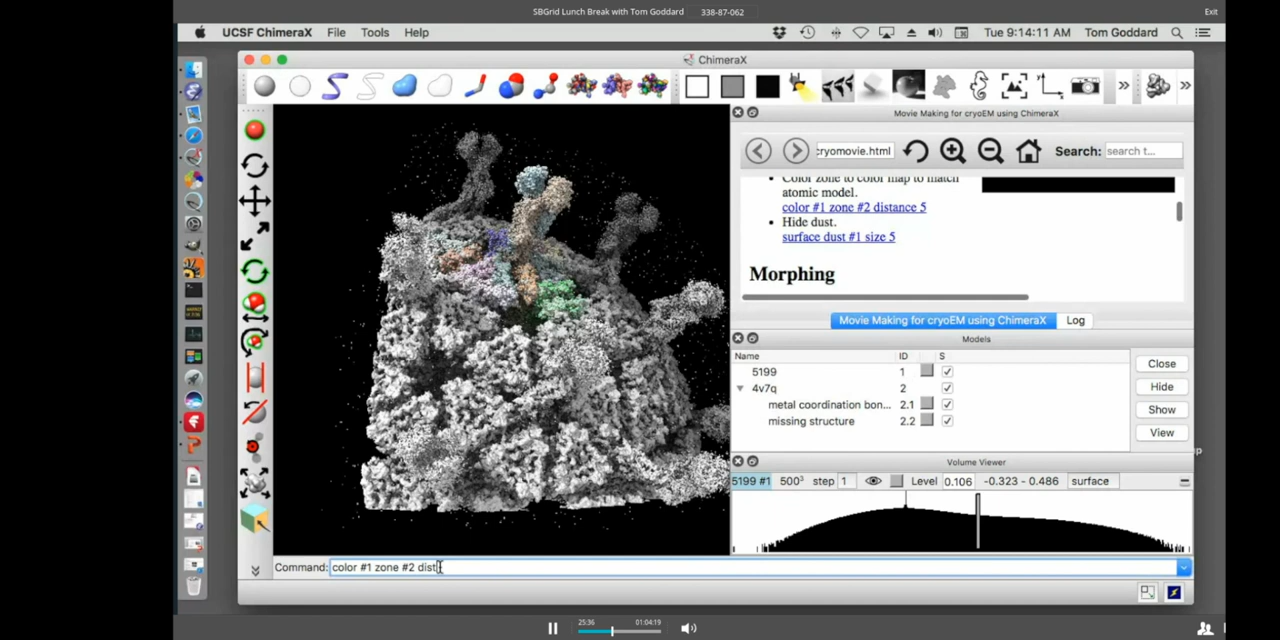 SBGrid Lunch Break with Tom Goddard 338-87-062 Exit
UCSF ChimeraX File Tools Help Tue 9:14:11 AM Tom Goddard
ChimeraX
Movie Making for cryoEM using ChimeraX
cryomovie.html Search: search t...
Color zone to color map to match
atomic model.
color #1 zone #2 distance 5
Hide dust.
surface dust #1 size 5
Morphing
Movie Making for cryoEM using ChimeraX Log
Models
Name ID S
5199 1
4v7q 2
metal coordination bon... 2.1
missing structure 2.2
Close
Hide
Show
View
Volume Viewer
5199 #1 500³ step 1 Level 0.106 -0.323 - 0.486 surface
Command: color #1 zone #2 dist
25:36 01:04:19